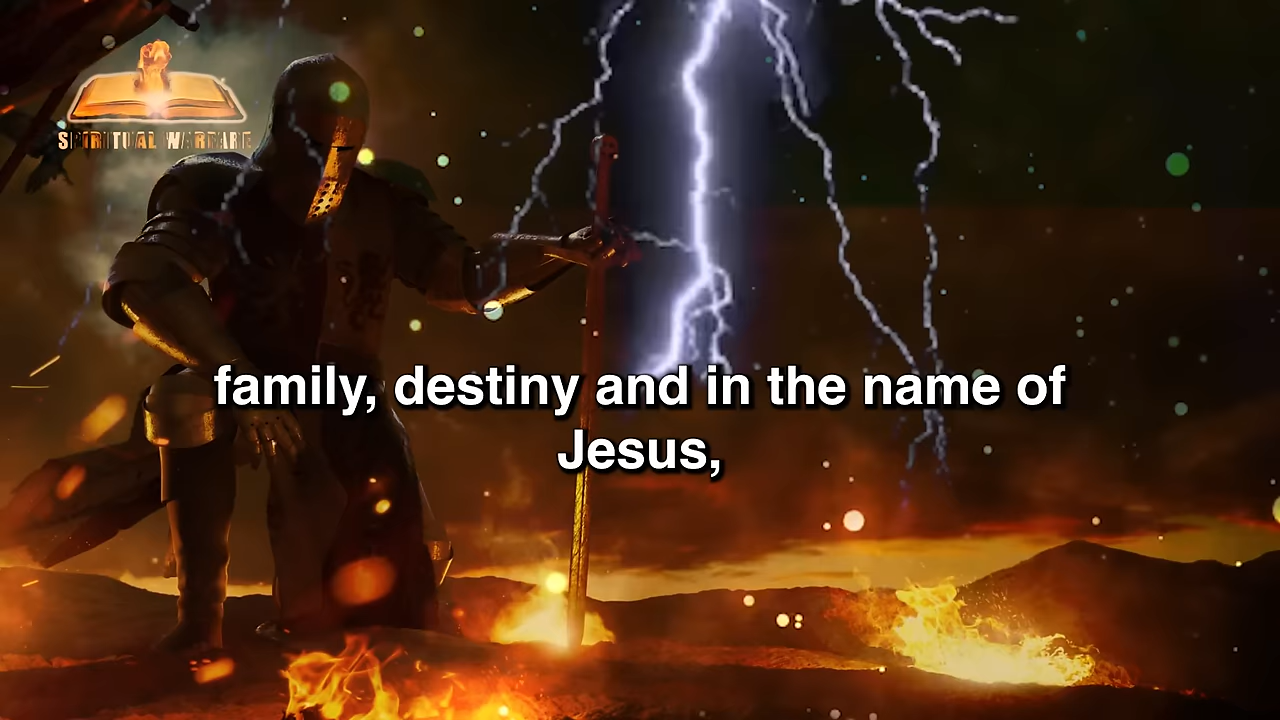 SPIRITUAL WARFARE
family, destiny and in the name of
Jesus,